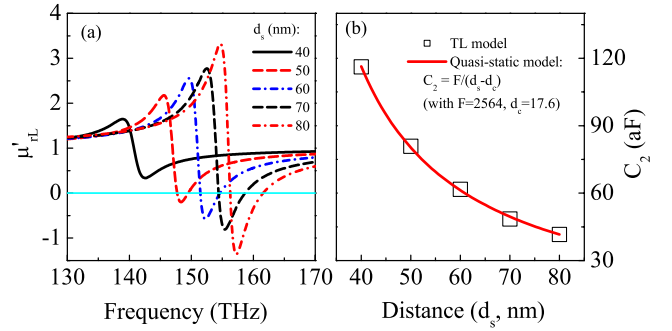 (a)
d_s (nm):
40
50
60
70
80
4
3
2
1
0
-1
μ'_rL
130 140 150 160 170
Frequency (THz)
(b)
TL model
Quasi-static model:
C_2 = F/(d_s-d_c)
(with F=2564, d_c=17.6)
120
90
60
30
C_2 (aF)
30 40 50 60 70 80
Distance (d_s, nm)